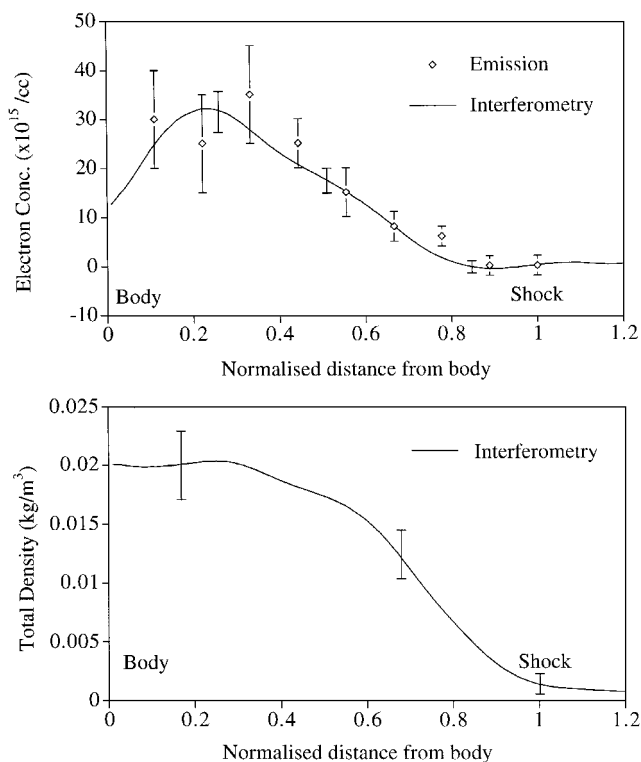 50
40
30
20
10
0
-10
Electron Conc. (x10^15 /cc)
Emission
Interferometry
Body
Shock
0 0.2 0.4 0.6 0.8 1 1.2
Normalised distance from body
0.025
0.02
0.015
0.01
0.005
0
Total Density (kg/m^3)
Interferometry
Body
Shock
0 0.2 0.4 0.6 0.8 1 1.2
Normalised distance from body